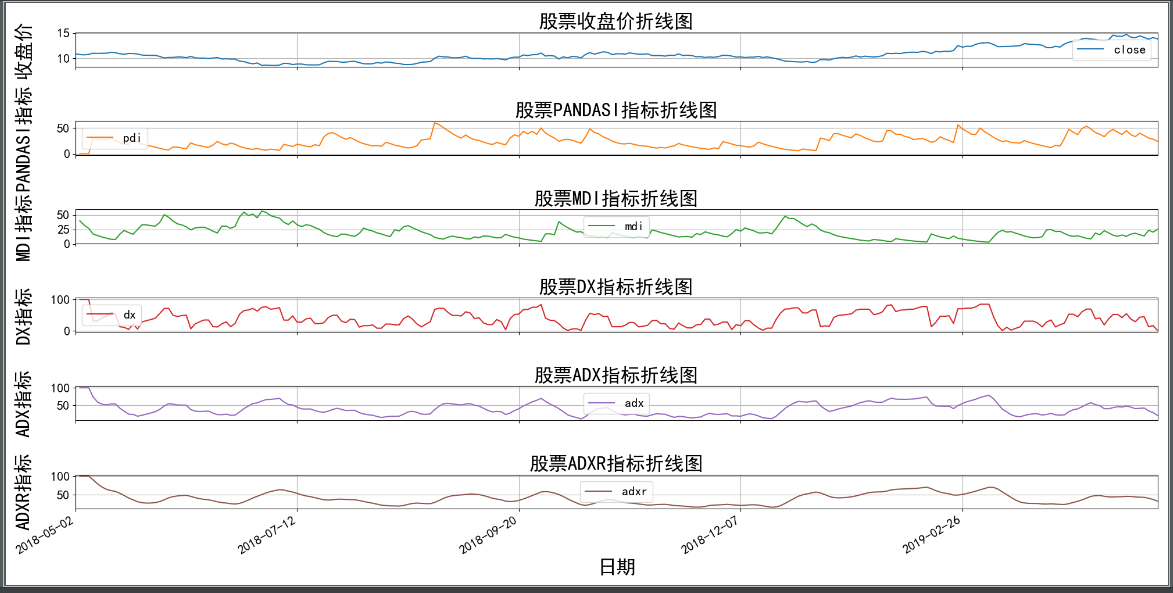 股票收盘价折线图
收盘价
15
10
close
股票PANDASI指标折线图
PANDASI指标
50
0
pdi
股票MDI指标折线图
MDI指标
50
25
0
mdi
股票DX指标折线图
DX指标
100
0
dx
股票ADX指标折线图
ADX指标
100
50
adx
股票ADXR指标折线图
ADXR指标
100
50
adxr
2018-05-02
2018-07-12
2018-09-20
2018-12-07
2019-02-26
日期